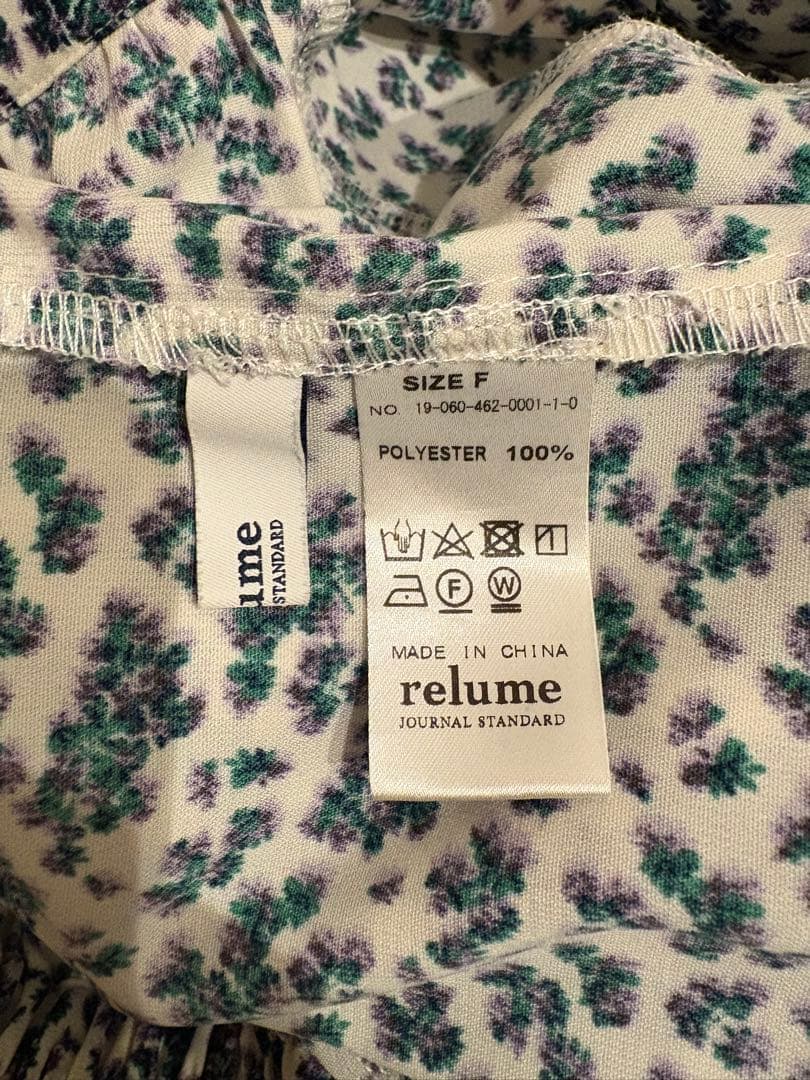 SIZE F
NO. 19-060-462-0001-1-0
POLYESTER 100%
F W
MADE IN CHINA
relume
JOURNAL STANDARD
ume
STANDARD